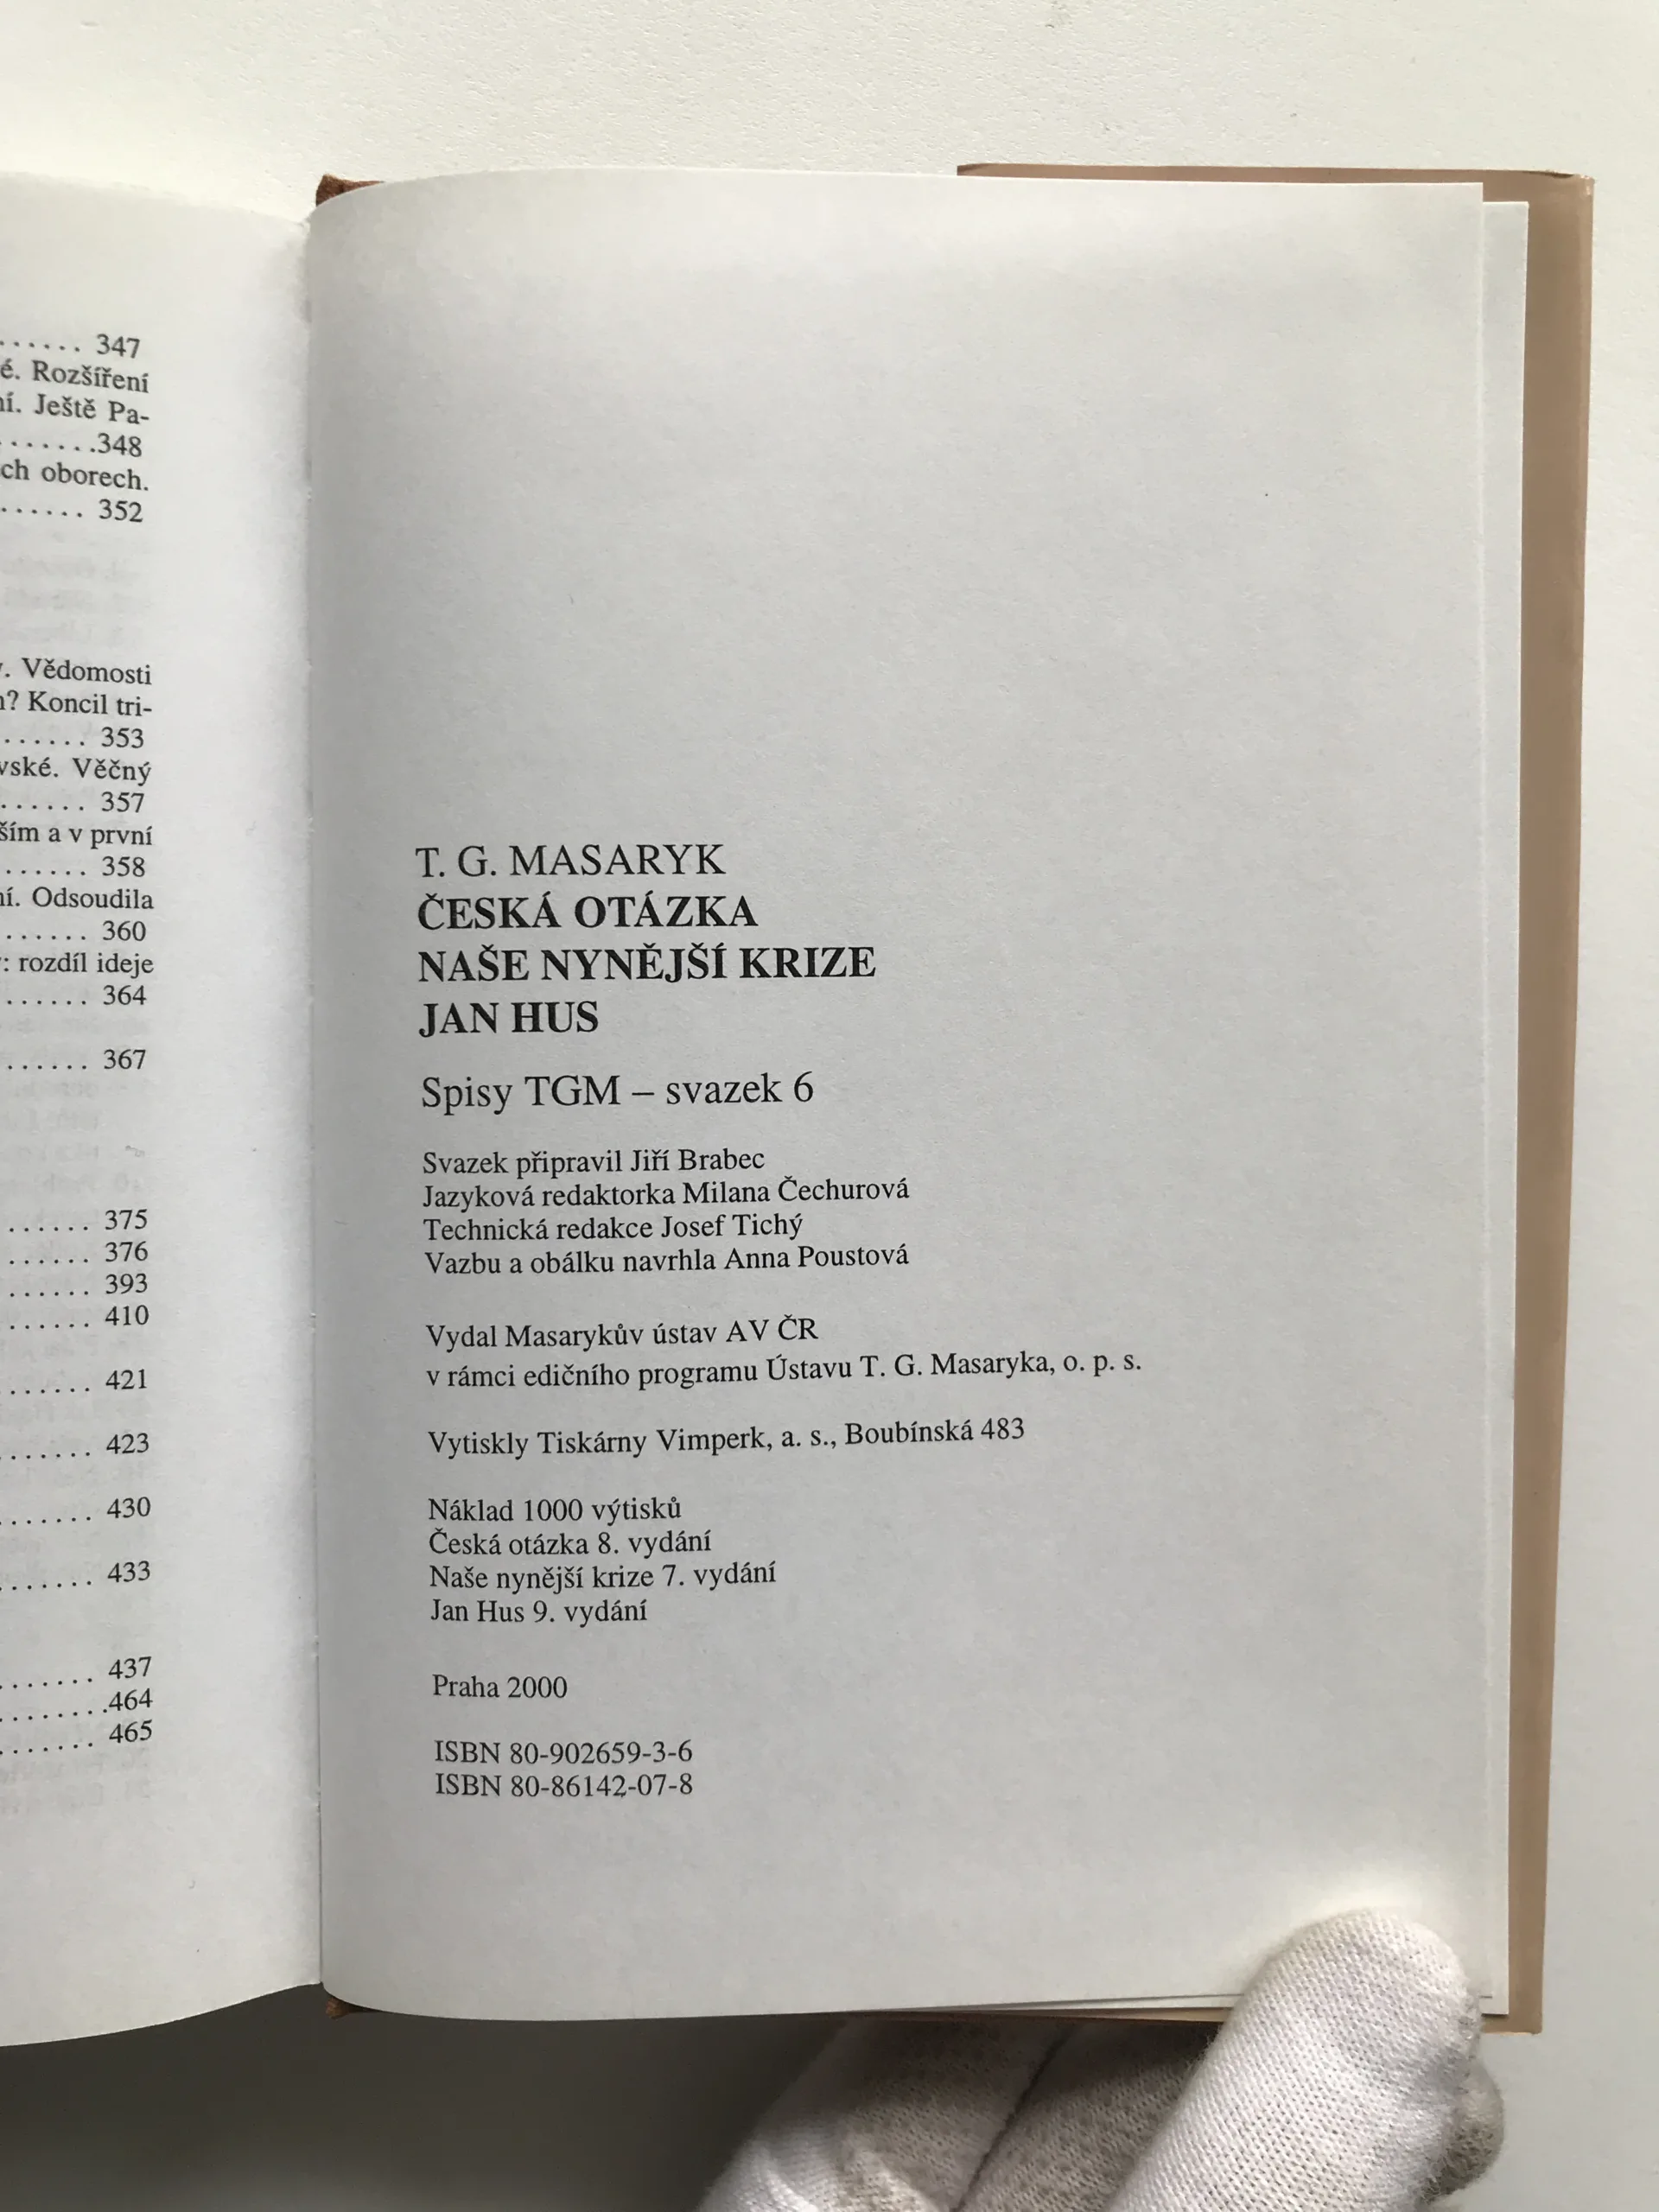 ....... 347
é. Rozšíření
ní. Ještě Pa-
.......348
ch oborech.
....... 352
. Vědomosti
? Koncil tri-
....... 353
vské. Věčný
....... 357
ším a v první
....... 358
ní. Odsoudila
....... 360
: rozdíl ideje
....... 364
....... 367
....... 375
....... 376
....... 393
....... 410
....... 421
....... 423
....... 430
....... 433
....... 437
........464
....... 465
T. G. MASARYK
ČESKÁ OTÁZKA
NAŠE NYNĚJŠÍ KRIZE
JAN HUS
Spisy TGM – svazek 6
Svazek připravil Jiří Brabec
Jazyková redaktorka Milana Čechurová
Technická redakce Josef Tichý
Vazbu a obálku navrhla Anna Poustová
Vydal Masarykův ústav AV ČR
v rámci edičního programu Ústavu T. G. Masaryka, o. p. s.
Vytiskly Tiskárny Vimperk, a. s., Boubínská 483
Náklad 1000 výtisků
Česká otázka 8. vydání
Naše nynější krize 7. vydání
Jan Hus 9. vydání
Praha 2000
ISBN 80-902659-3-6
ISBN 80-86142-07-8